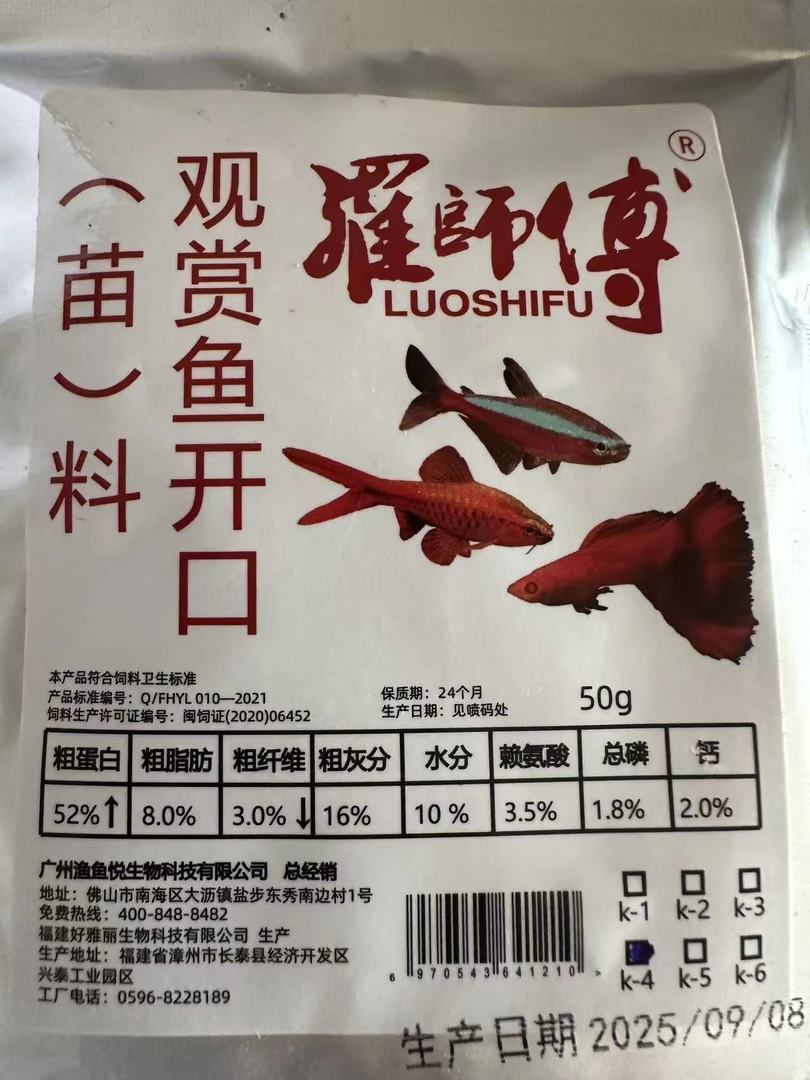 羅師傅
®
LUOSHIFU
观赏鱼开口
（苗）料
本产品符合饲料卫生标准
产品标准编号：Q/FHYL 010—2021
饲料生产许可证编号：闽饲证(2020)06452
保质期：24个月
生产日期：见喷码处
50g
粗蛋白 粗脂肪 粗纤维 粗灰分 水分 赖氨酸 总磷 钙
52%↑ 8.0% 3.0%↓ 16% 10 % 3.5% 1.8% 2.0%
广州渔鱼悦生物科技有限公司 总经销
地址：佛山市南海区大沥镇盐步东秀南边村1号
免费热线：400-848-8482
福建好雅丽生物科技有限公司 生产
生产地址：福建省漳州市长泰县经济开发区
兴泰工业园区
工厂电话：0596-8228189
6 970543 641210 >
k-1 k-2 k-3
k-4 k-5 k-6
生产日期 2025/09/08